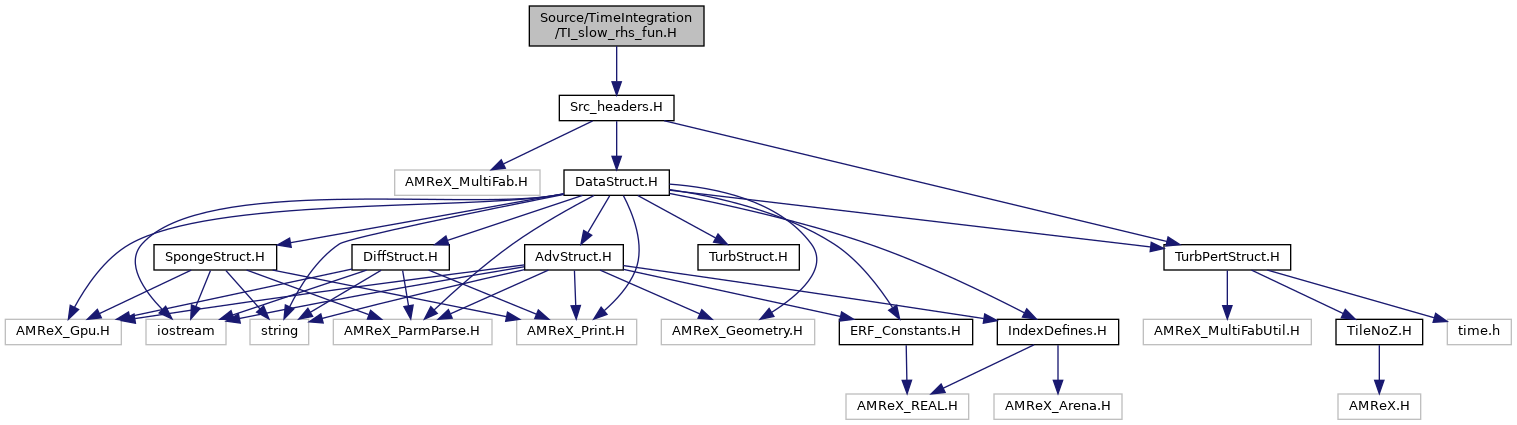 Source/TimeIntegration
/TI_slow_rhs_fun.H
Src_headers.H
AMReX_MultiFab.H
DataStruct.H
SpongeStruct.H
DiffStruct.H
AdvStruct.H
TurbStruct.H
TurbPertStruct.H
AMReX_Gpu.H
iostream
string
AMReX_ParmParse.H
AMReX_Print.H
AMReX_Geometry.H
ERF_Constants.H
IndexDefines.H
AMReX_MultiFabUtil.H
TileNoZ.H
time.h
AMReX_REAL.H
AMReX_Arena.H
AMReX.H